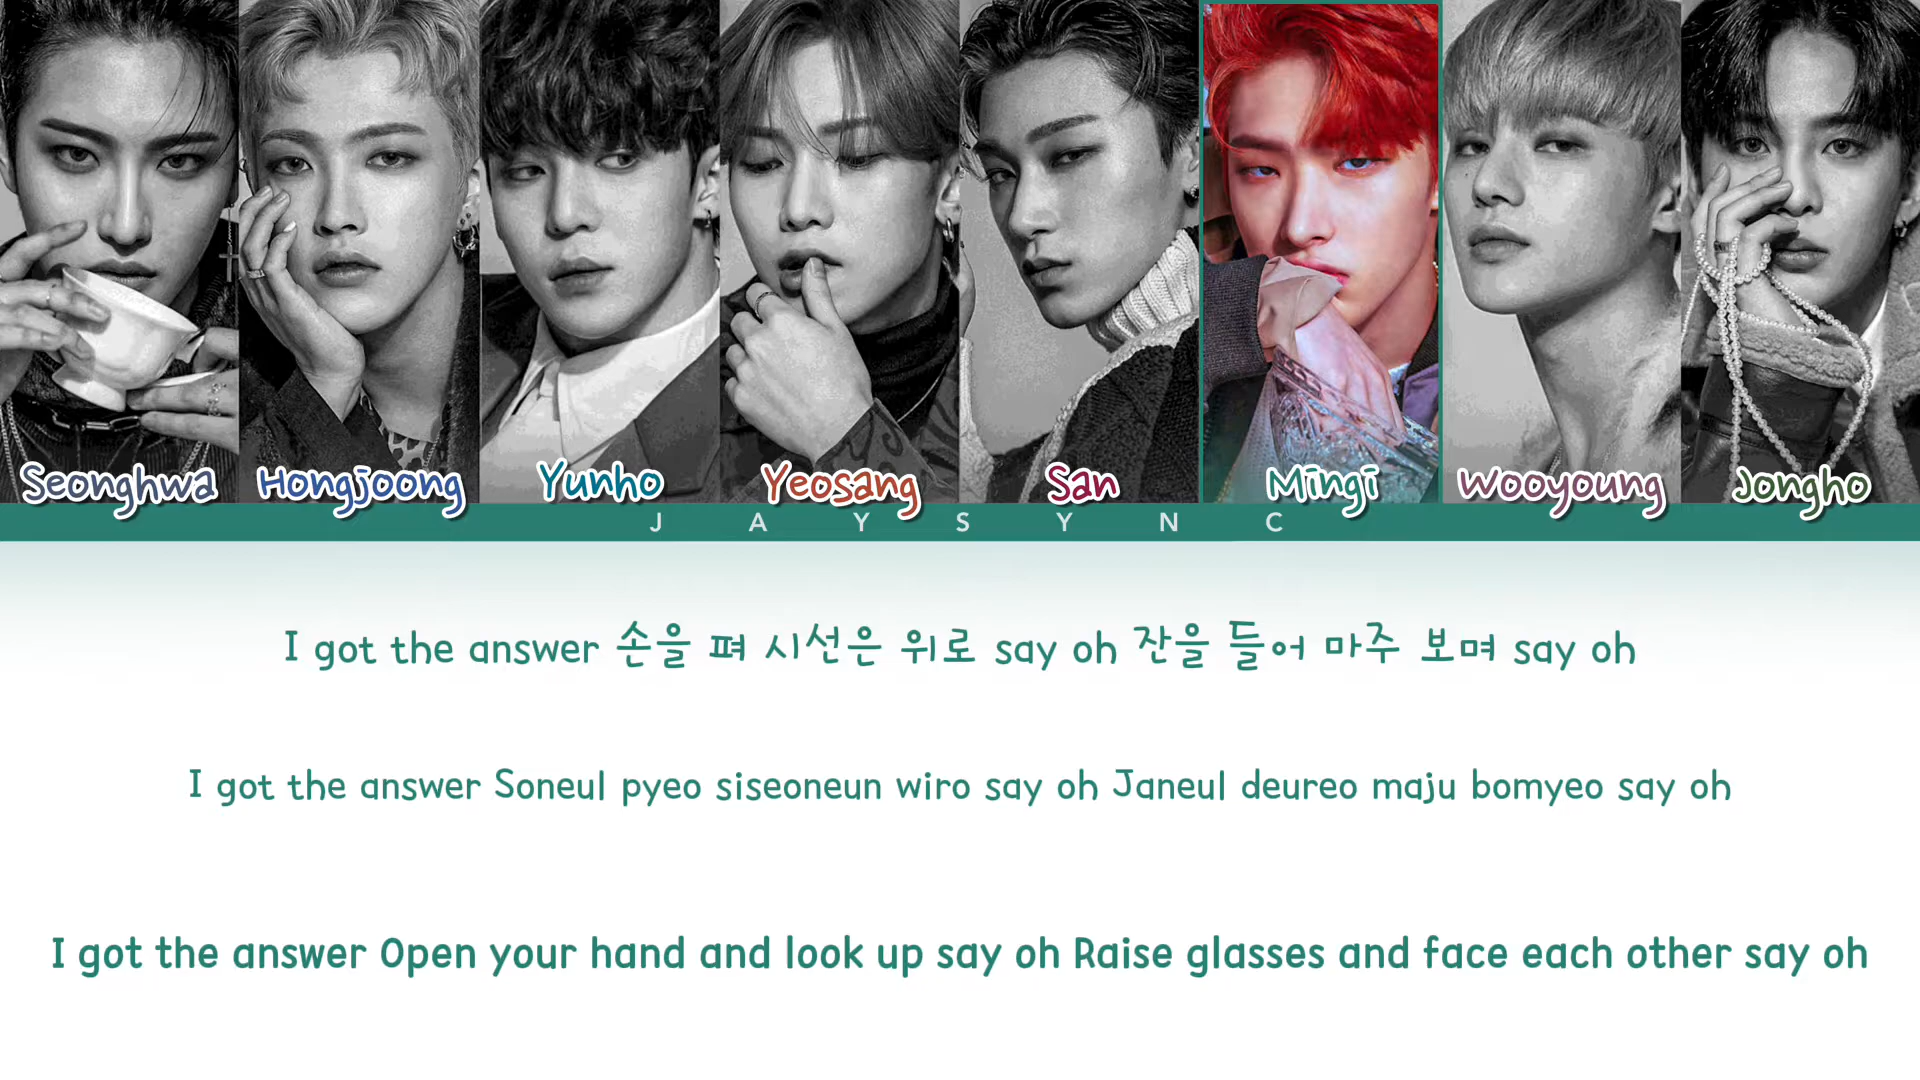 Seonghwa Hongjoong Yunho Yeosang San Mingi Wooyoung Jongho
JAYSYNC
I got the answer 손을 펴 시선은 위로 say oh 잔을 들어 마주 보며 say oh
I got the answer Soneul pyeo siseoneun wiro say oh Janeul deureo maju bomyeo say oh
I got the answer Open your hand and look up say oh Raise glasses and face each other say oh